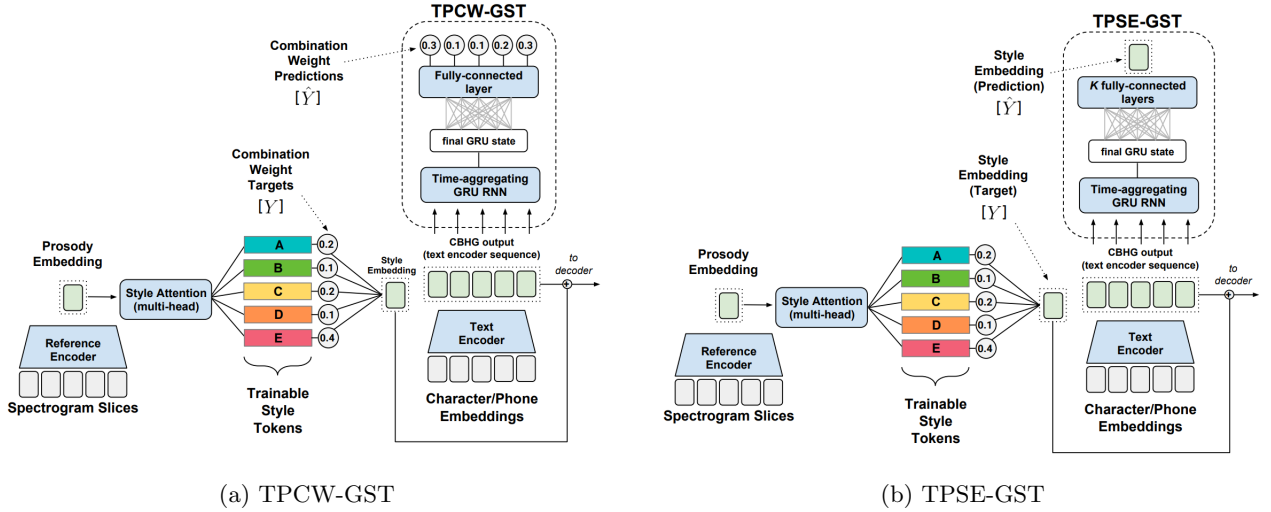 TPCW-GST
Combination
Weight
Predictions
[Ŷ]
0.3 0.1 0.1 0.2 0.3
Fully-connected
layer
final GRU state
Time-aggregating
GRU RNN
Combination
Weight
Targets
[Y]
CBHG output
(text encoder sequence)
Prosody
Embedding
Style Attention
(multi-head)
A 0.2
B 0.1
C 0.2
D 0.1
E 0.4
Style
Embedding
to
decoder
Reference
Encoder
Text
Encoder
Spectrogram Slices
Trainable
Style
Tokens
Character/Phone
Embeddings
(a) TPCW-GST
TPSE-GST
Style
Embedding
(Prediction)
[Ŷ]
K fully-connected
layers
final GRU state
Time-aggregating
GRU RNN
Style
Embedding
(Target)
[Y]
CBHG output
(text encoder sequence)
Prosody
Embedding
Style Attention
(multi-head)
A 0.2
B 0.1
C 0.2
D 0.1
E 0.4
to
decoder
Reference
Encoder
Text
Encoder
Spectrogram Slices
Trainable
Style
Tokens
Character/Phone
Embeddings
(b) TPSE-GST